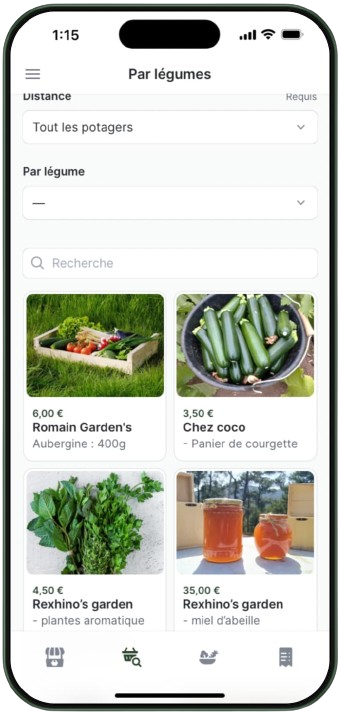 1:15
Par légumes
Distance
Requis
Tout les potagers
Par légume
—
Recherche
6,00 €
Romain Garden's
Aubergine : 400g
3,50 €
Chez coco
- Panier de courgette
4,50 €
Rexhino’s garden
- plantes aromatique
35,00 €
Rexhino’s garden
- miel d’abeille